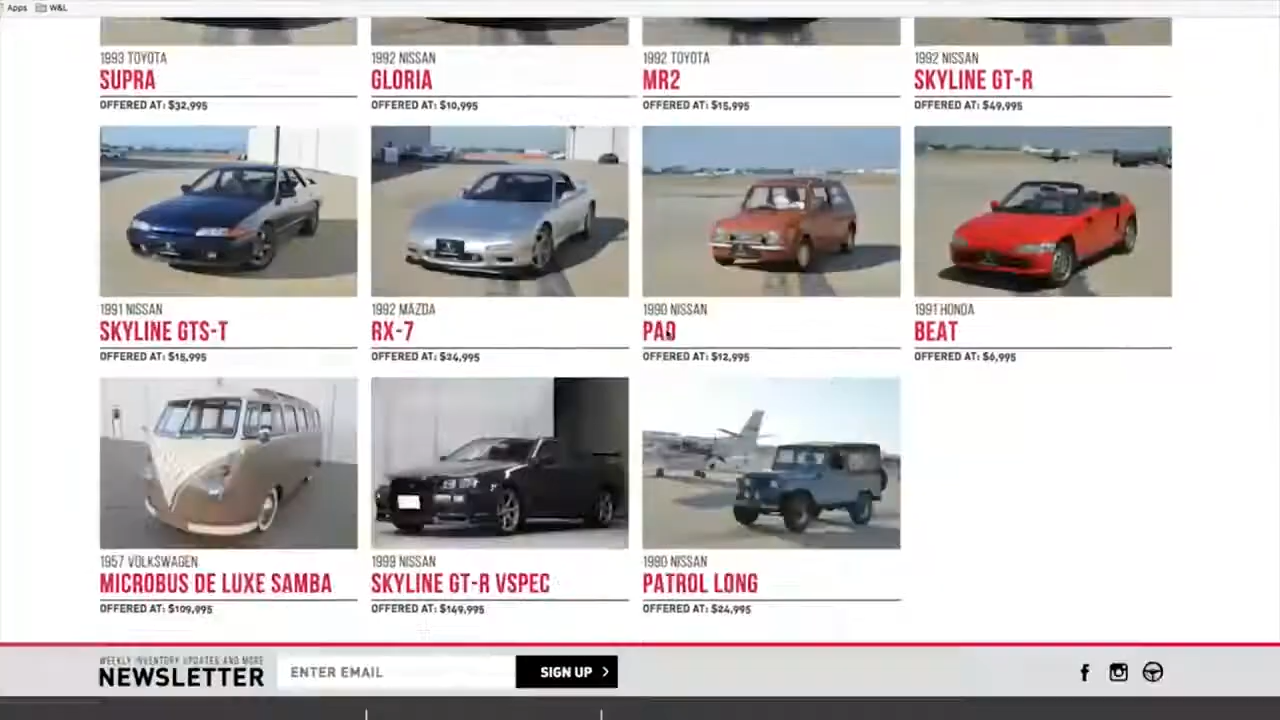 Apps W&L
1993 TOYOTA
SUPRA
OFFERED AT: $32,995
1992 NISSAN
GLORIA
OFFERED AT: $10,995
1992 TOYOTA
MR2
OFFERED AT: $15,995
1992 NISSAN
SKYLINE GT-R
OFFERED AT: $49,995
1991 NISSAN
SKYLINE GTS-T
OFFERED AT: $18,995
1992 MAZDA
RX-7
OFFERED AT: $24,995
1990 NISSAN
PAO
OFFERED AT: $12,995
1991 HONDA
BEAT
OFFERED AT: $6,995
1957 VOLKSWAGEN
MICROBUS DE LUXE SAMBA
OFFERED AT: $109,995
1999 NISSAN
SKYLINE GT-R VSPEC
OFFERED AT: $149,995
1990 NISSAN
PATROL LONG
OFFERED AT: $24,995
WEEKLY INVENTORY UPDATES AND MORE
NEWSLETTER
ENTER EMAIL
SIGN UP >